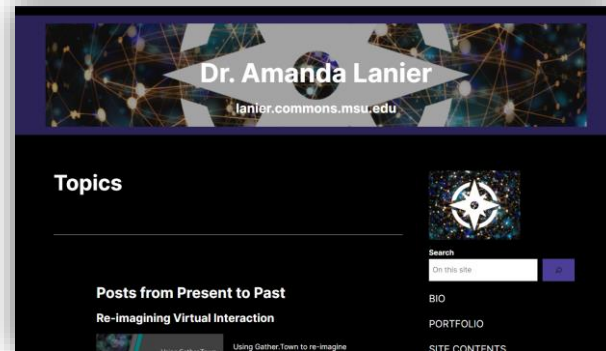 Dr. Amanda Lanier
lanier.commons.msu.edu
Topics
Search
On this site
Posts from Present to Past
BIO
Re-imagining Virtual Interaction
PORTFOLIO
Using Gather.Town to re-imagine
SITE CONTENTS